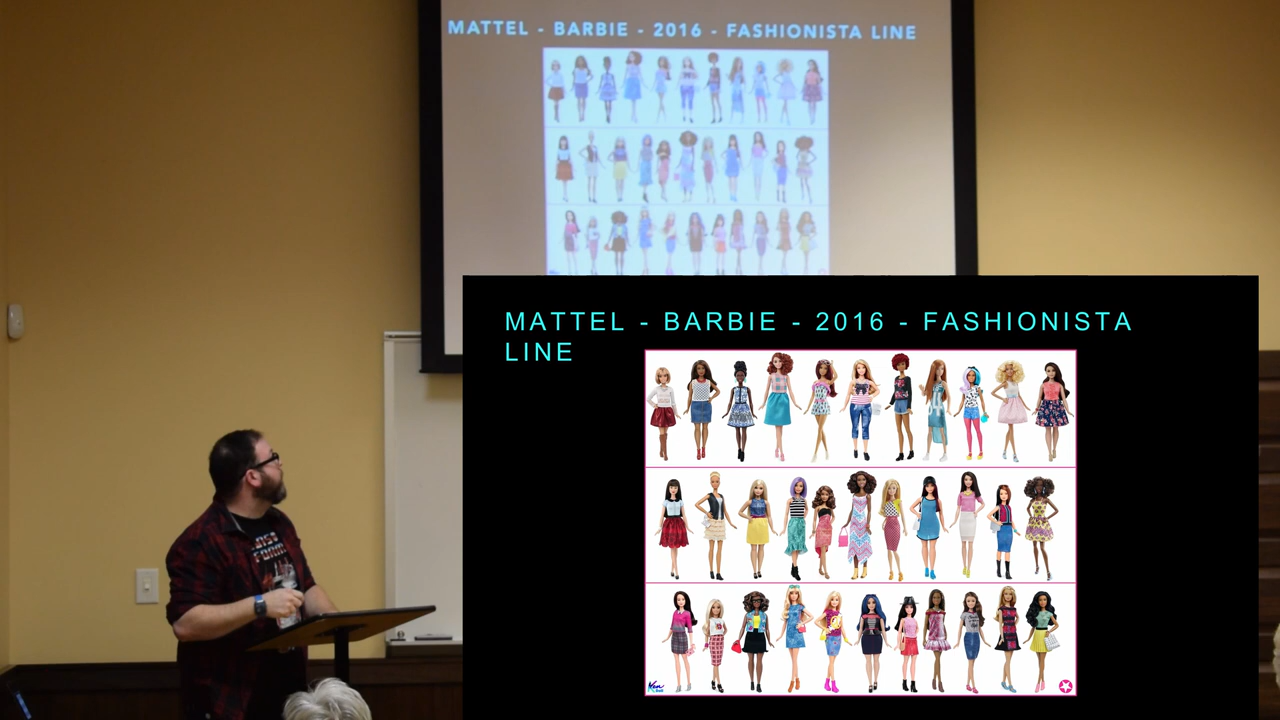 MATTEL - BARBIE - 2016 - FASHIONISTA LINE
MATTEL - BARBIE - 2016 - FASHIONISTA
LINE